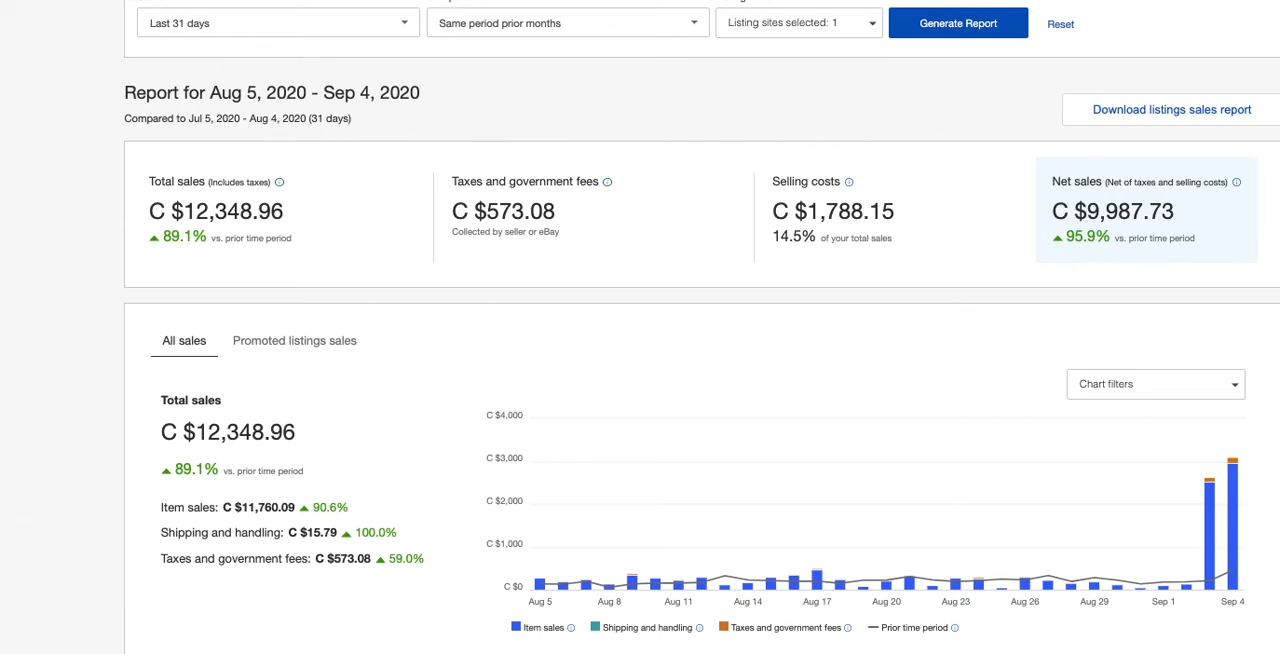 Last 31 days
Same period prior months
Listing sites selected: 1
Generate Report
Reset
Report for Aug 5, 2020 - Sep 4, 2020
Compared to Jul 5, 2020 - Aug 4, 2020 (31 days)
Download listings sales report
Total sales (Includes taxes)
C $12,348.96
89.1% vs. prior time period
Taxes and government fees
C $573.08
Collected by seller or eBay
Selling costs
C $1,788.15
14.5% of your total sales
Net sales (Net of taxes and selling costs)
C $9,987.73
95.9% vs. prior time period
All sales
Promoted listings sales
Chart filters
Total sales
C $12,348.96
89.1% vs. prior time period
Item sales: C $11,760.09 90.6%
Shipping and handling: C $15.79 100.0%
Taxes and government fees: C $573.08 59.0%
C $4,000
C $3,000
C $2,000
C $1,000
C $0
Aug 5 Aug 8 Aug 11 Aug 14 Aug 17 Aug 20 Aug 23 Aug 26 Aug 29 Sep 1 Sep 4
Item sales Shipping and handling Taxes and government fees Prior time period